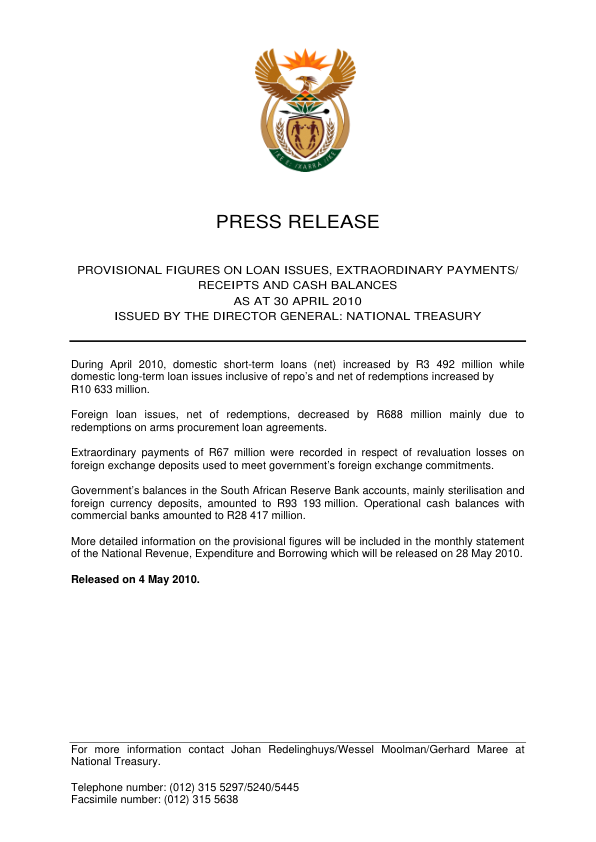 !KE E: /XARRA //KE
PRESS RELEASE
PROVISIONAL FIGURES ON LOAN ISSUES, EXTRAORDINARY PAYMENTS/
RECEIPTS AND CASH BALANCES
AS AT 30 APRIL 2010
ISSUED BY THE DIRECTOR GENERAL: NATIONAL TREASURY
During April 2010, domestic short-term loans (net) increased by R3 492 million while
domestic long-term loan issues inclusive of repo's and net of redemptions increased by
R10 633 million.
Foreign loan issues, net of redemptions, decreased by R688 million mainly due to
redemptions on arms procurement loan agreements.
Extraordinary payments of R67 million were recorded in respect of revaluation losses on
foreign exchange deposits used to meet government's foreign exchange commitments.
Government's balances in the South African Reserve Bank accounts, mainly sterilisation and
foreign currency deposits, amounted to R93 193 million. Operational cash balances with
commercial banks amounted to R28 417 million.
More detailed information on the provisional figures will be included in the monthly statement
of the National Revenue, Expenditure and Borrowing which will be released on 28 May 2010.
Released on 4 May 2010.
For more information contact Johan Redelinghuys/Wessel Moolman/Gerhard Maree at
National Treasury.
Telephone number: (012) 315 5297/5240/5445
Facsimile number: (012) 315 5638